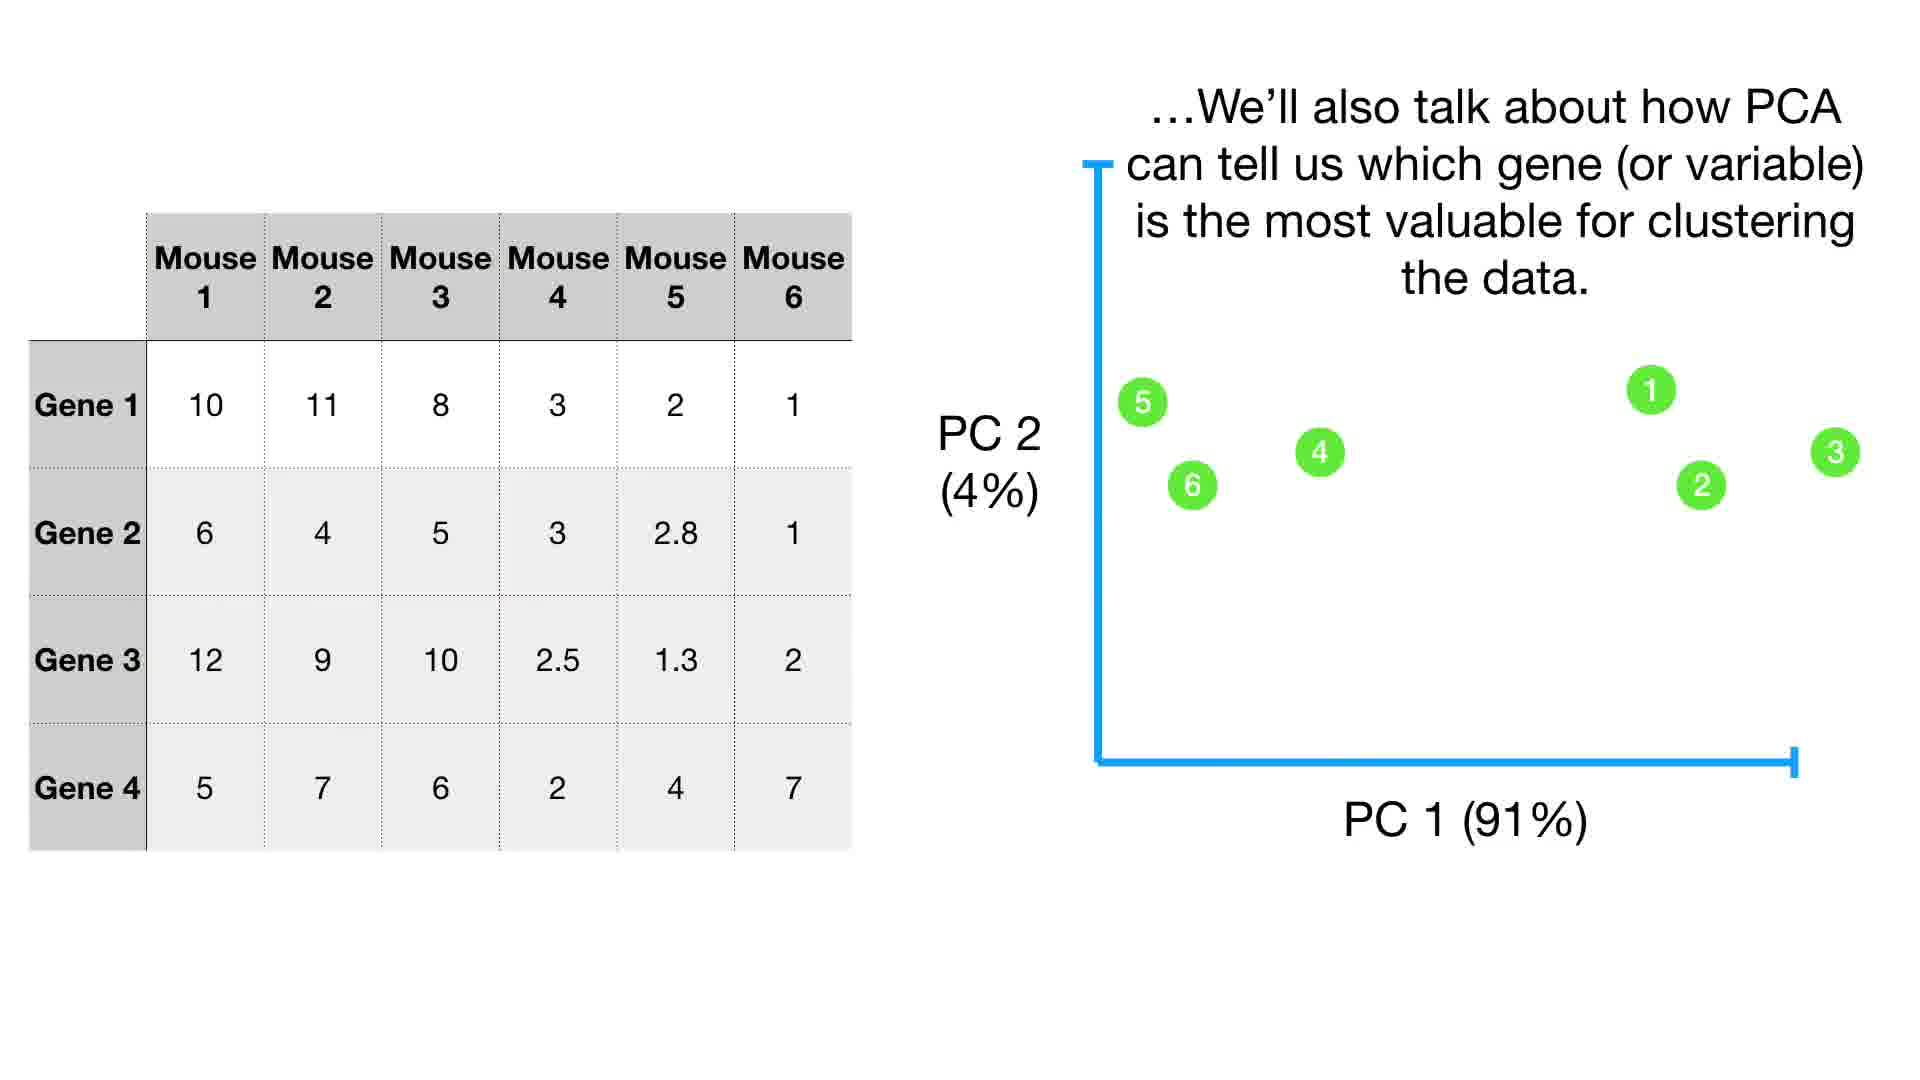 …We'll also talk about how PCA
can tell us which gene (or variable)
is the most valuable for clustering
the data.
Mouse 1 Mouse 2 Mouse 3 Mouse 4 Mouse 5 Mouse 6
Gene 1 10 11 8 3 2 1
Gene 2 6 4 5 3 2.8 1
Gene 3 12 9 10 2.5 1.3 2
Gene 4 5 7 6 2 4 7
PC 2
(4%)
5
6
4
1
2
3
PC 1 (91%)